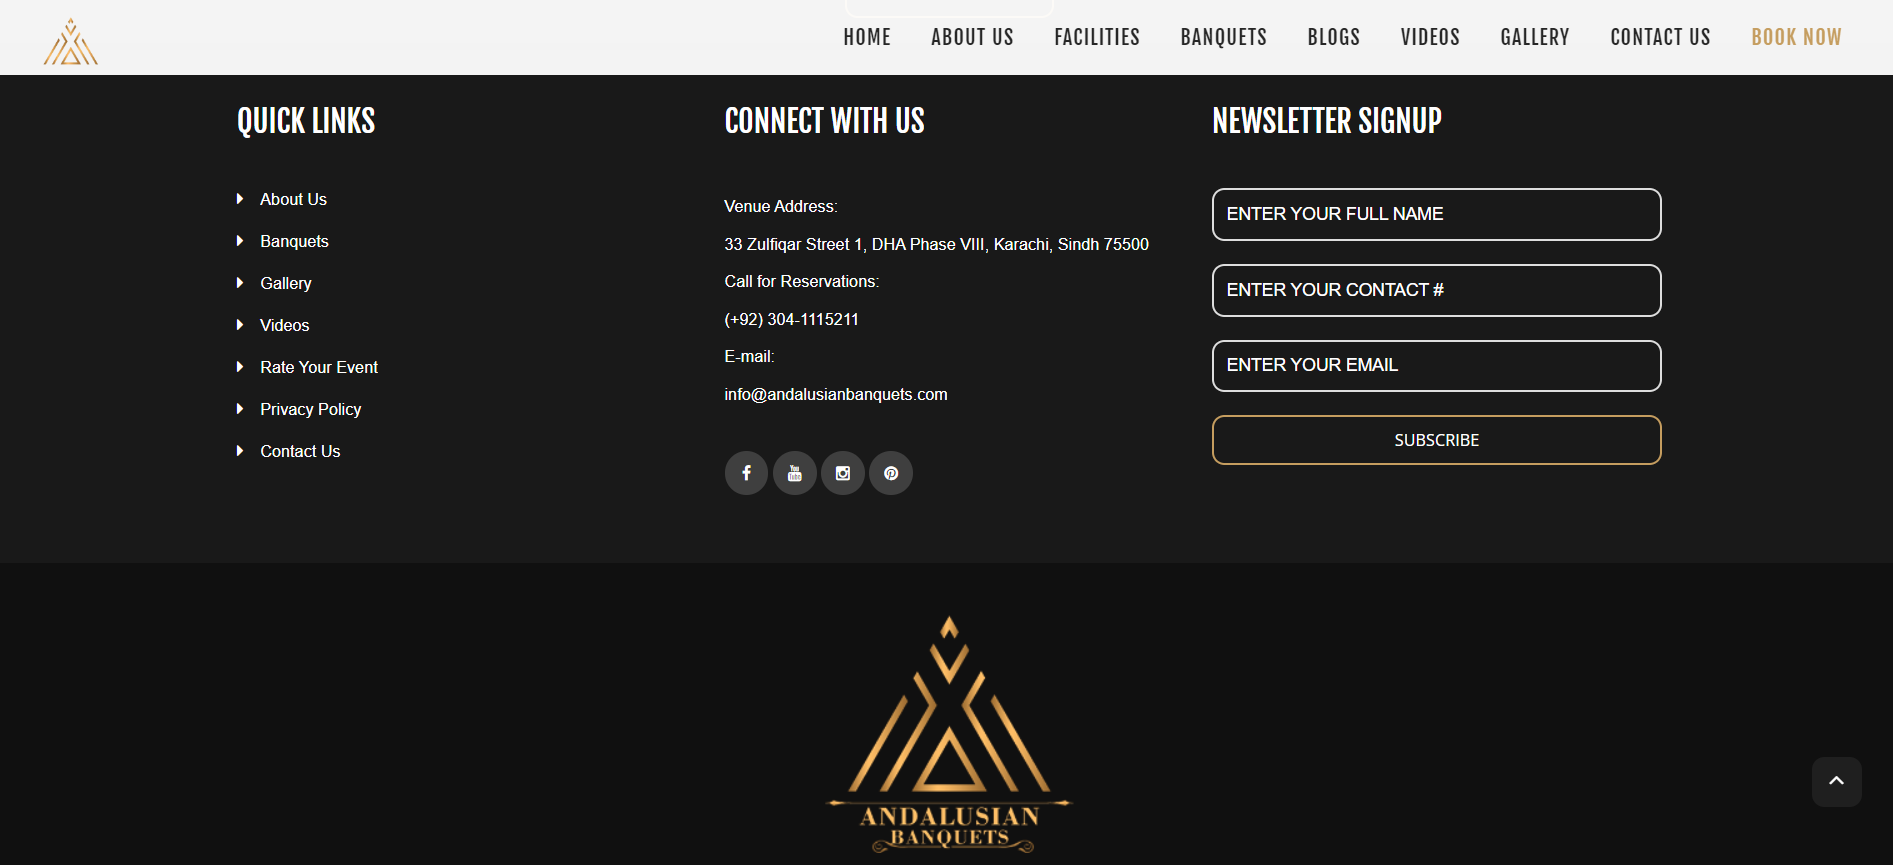 HOME ABOUT US FACILITIES BANQUETS BLOGS VIDEOS GALLERY CONTACT US BOOK NOW
QUICK LINKS
About Us
Banquets
Gallery
Videos
Rate Your Event
Privacy Policy
Contact Us
CONNECT WITH US
Venue Address:
33 Zulfiqar Street 1, DHA Phase VIII, Karachi, Sindh 75500
Call for Reservations:
(+92) 304-1115211
E-mail:
info@andalusianbanquets.com
You Tube
NEWSLETTER SIGNUP
ENTER YOUR FULL NAME
ENTER YOUR CONTACT #
ENTER YOUR EMAIL
SUBSCRIBE
ANDALUSIAN
BANQUETS